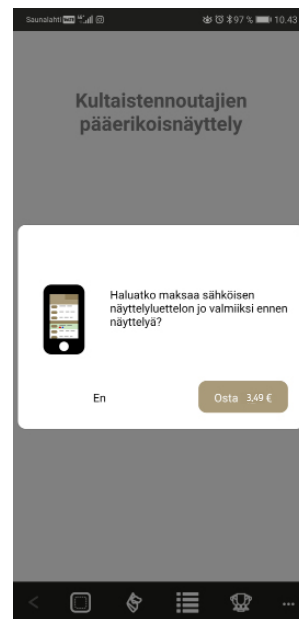 Saunalahti 97 % 10.43
Kultaistennoutajien
pääerikoisnäyttely
Haluatko maksaa sähköisen
näyttelyluettelon jo valmiiksi ennen
näyttelyä?
En
Osta 3,49 €